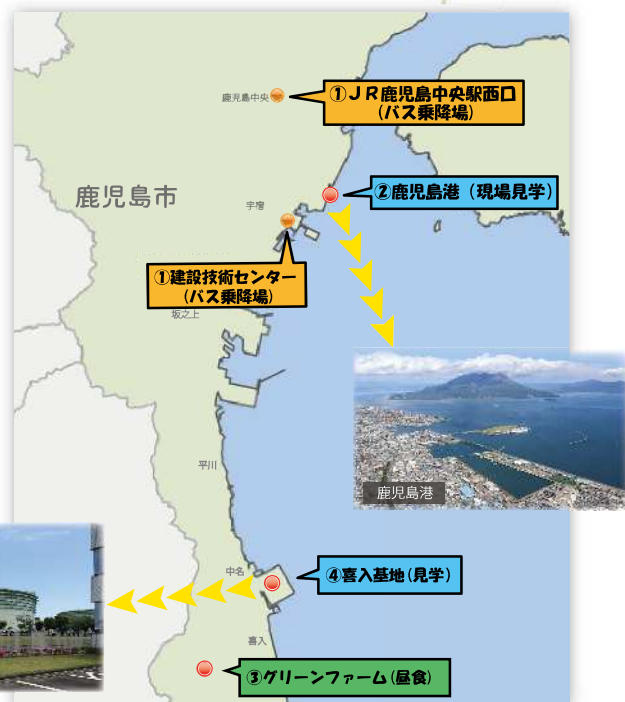 鹿児島中央
①JR鹿児島中央駅西口
(バス乗降場)
鹿児島市
②鹿児島港（現場見学）
宇宿
①建設技術センター
(バス乗降場)
坂之上
平川
鹿児島港
中名
④喜入基地(見学)
喜入
③グリーンファーム(昼食)